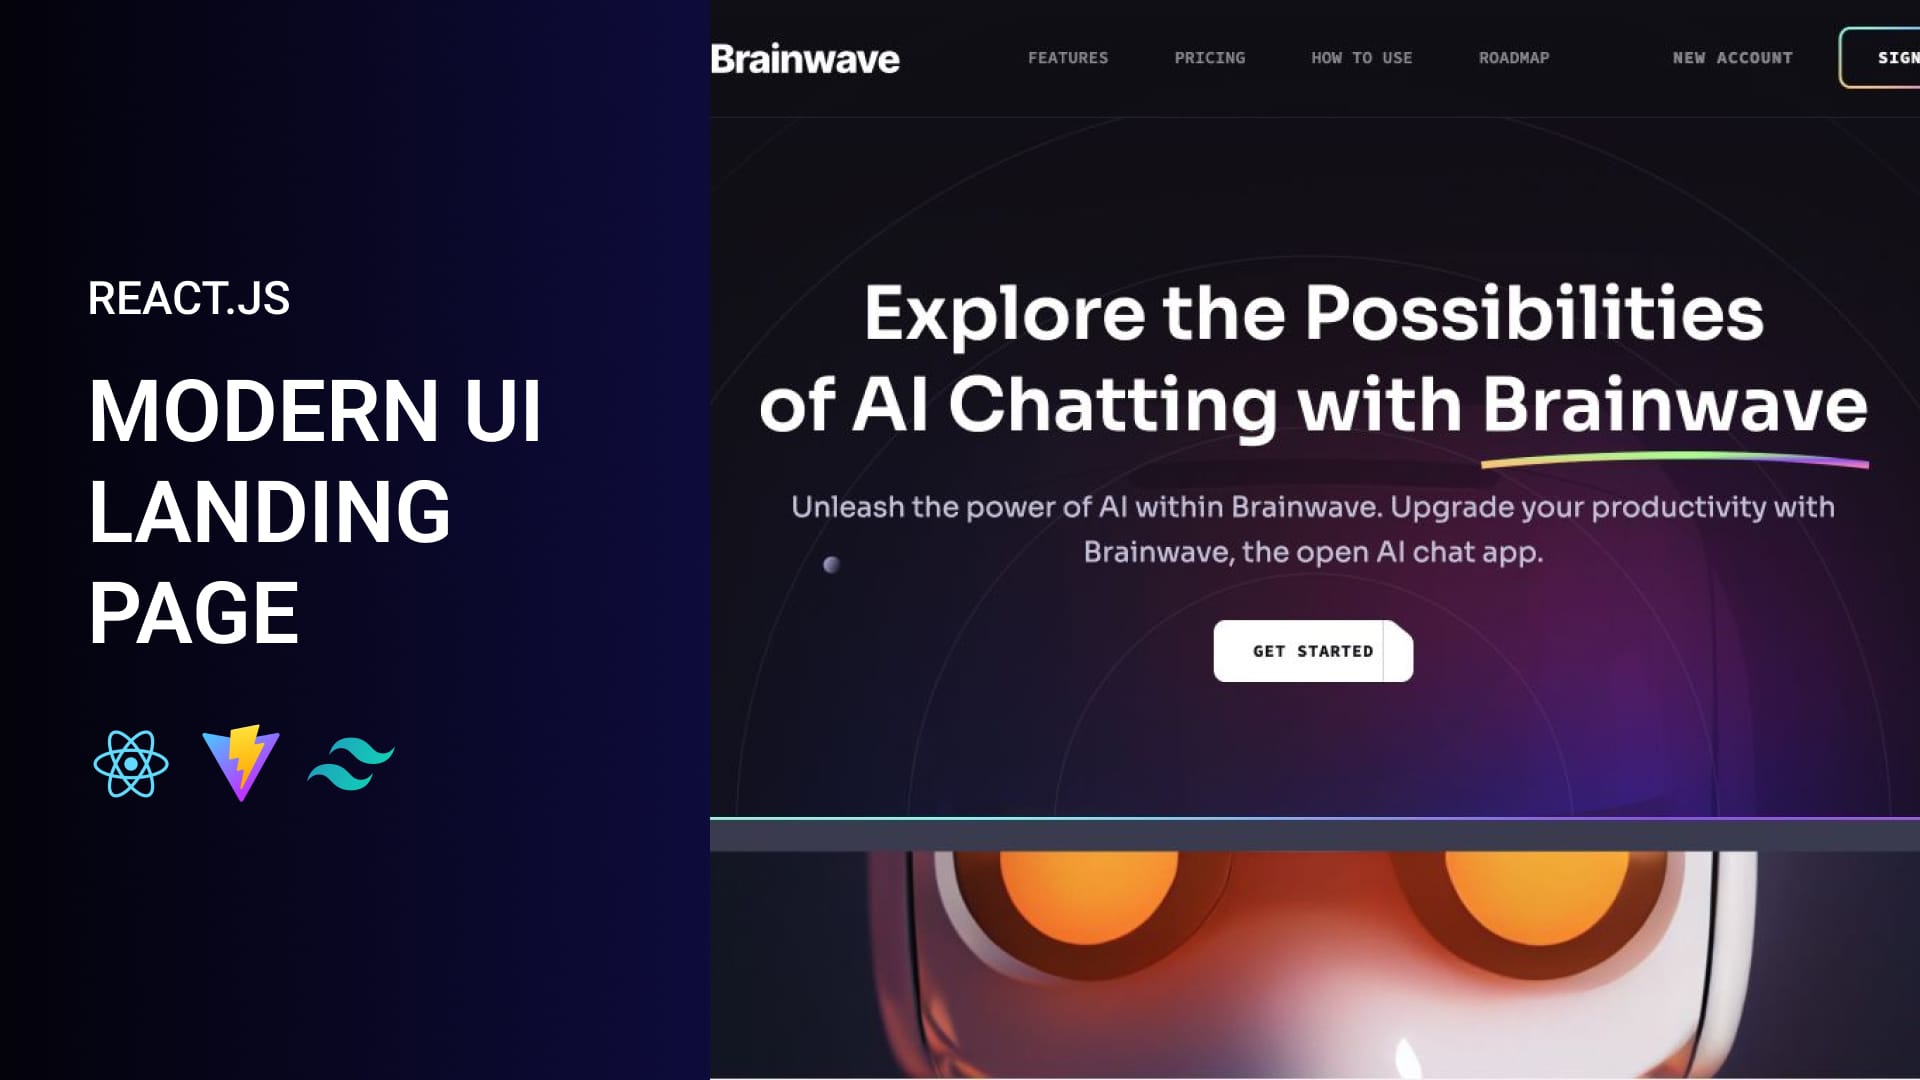 REACT.JS
MODERN UI
LANDING
PAGE
Brainwave
FEATURES
PRICING
HOW TO USE
ROADMAP
NEW ACCOUNT
SIGN
Explore the Possibilities
of AI Chatting with Brainwave
Unleash the power of AI within Brainwave. Upgrade your productivity with
Brainwave, the open AI chat app.
GET STARTED